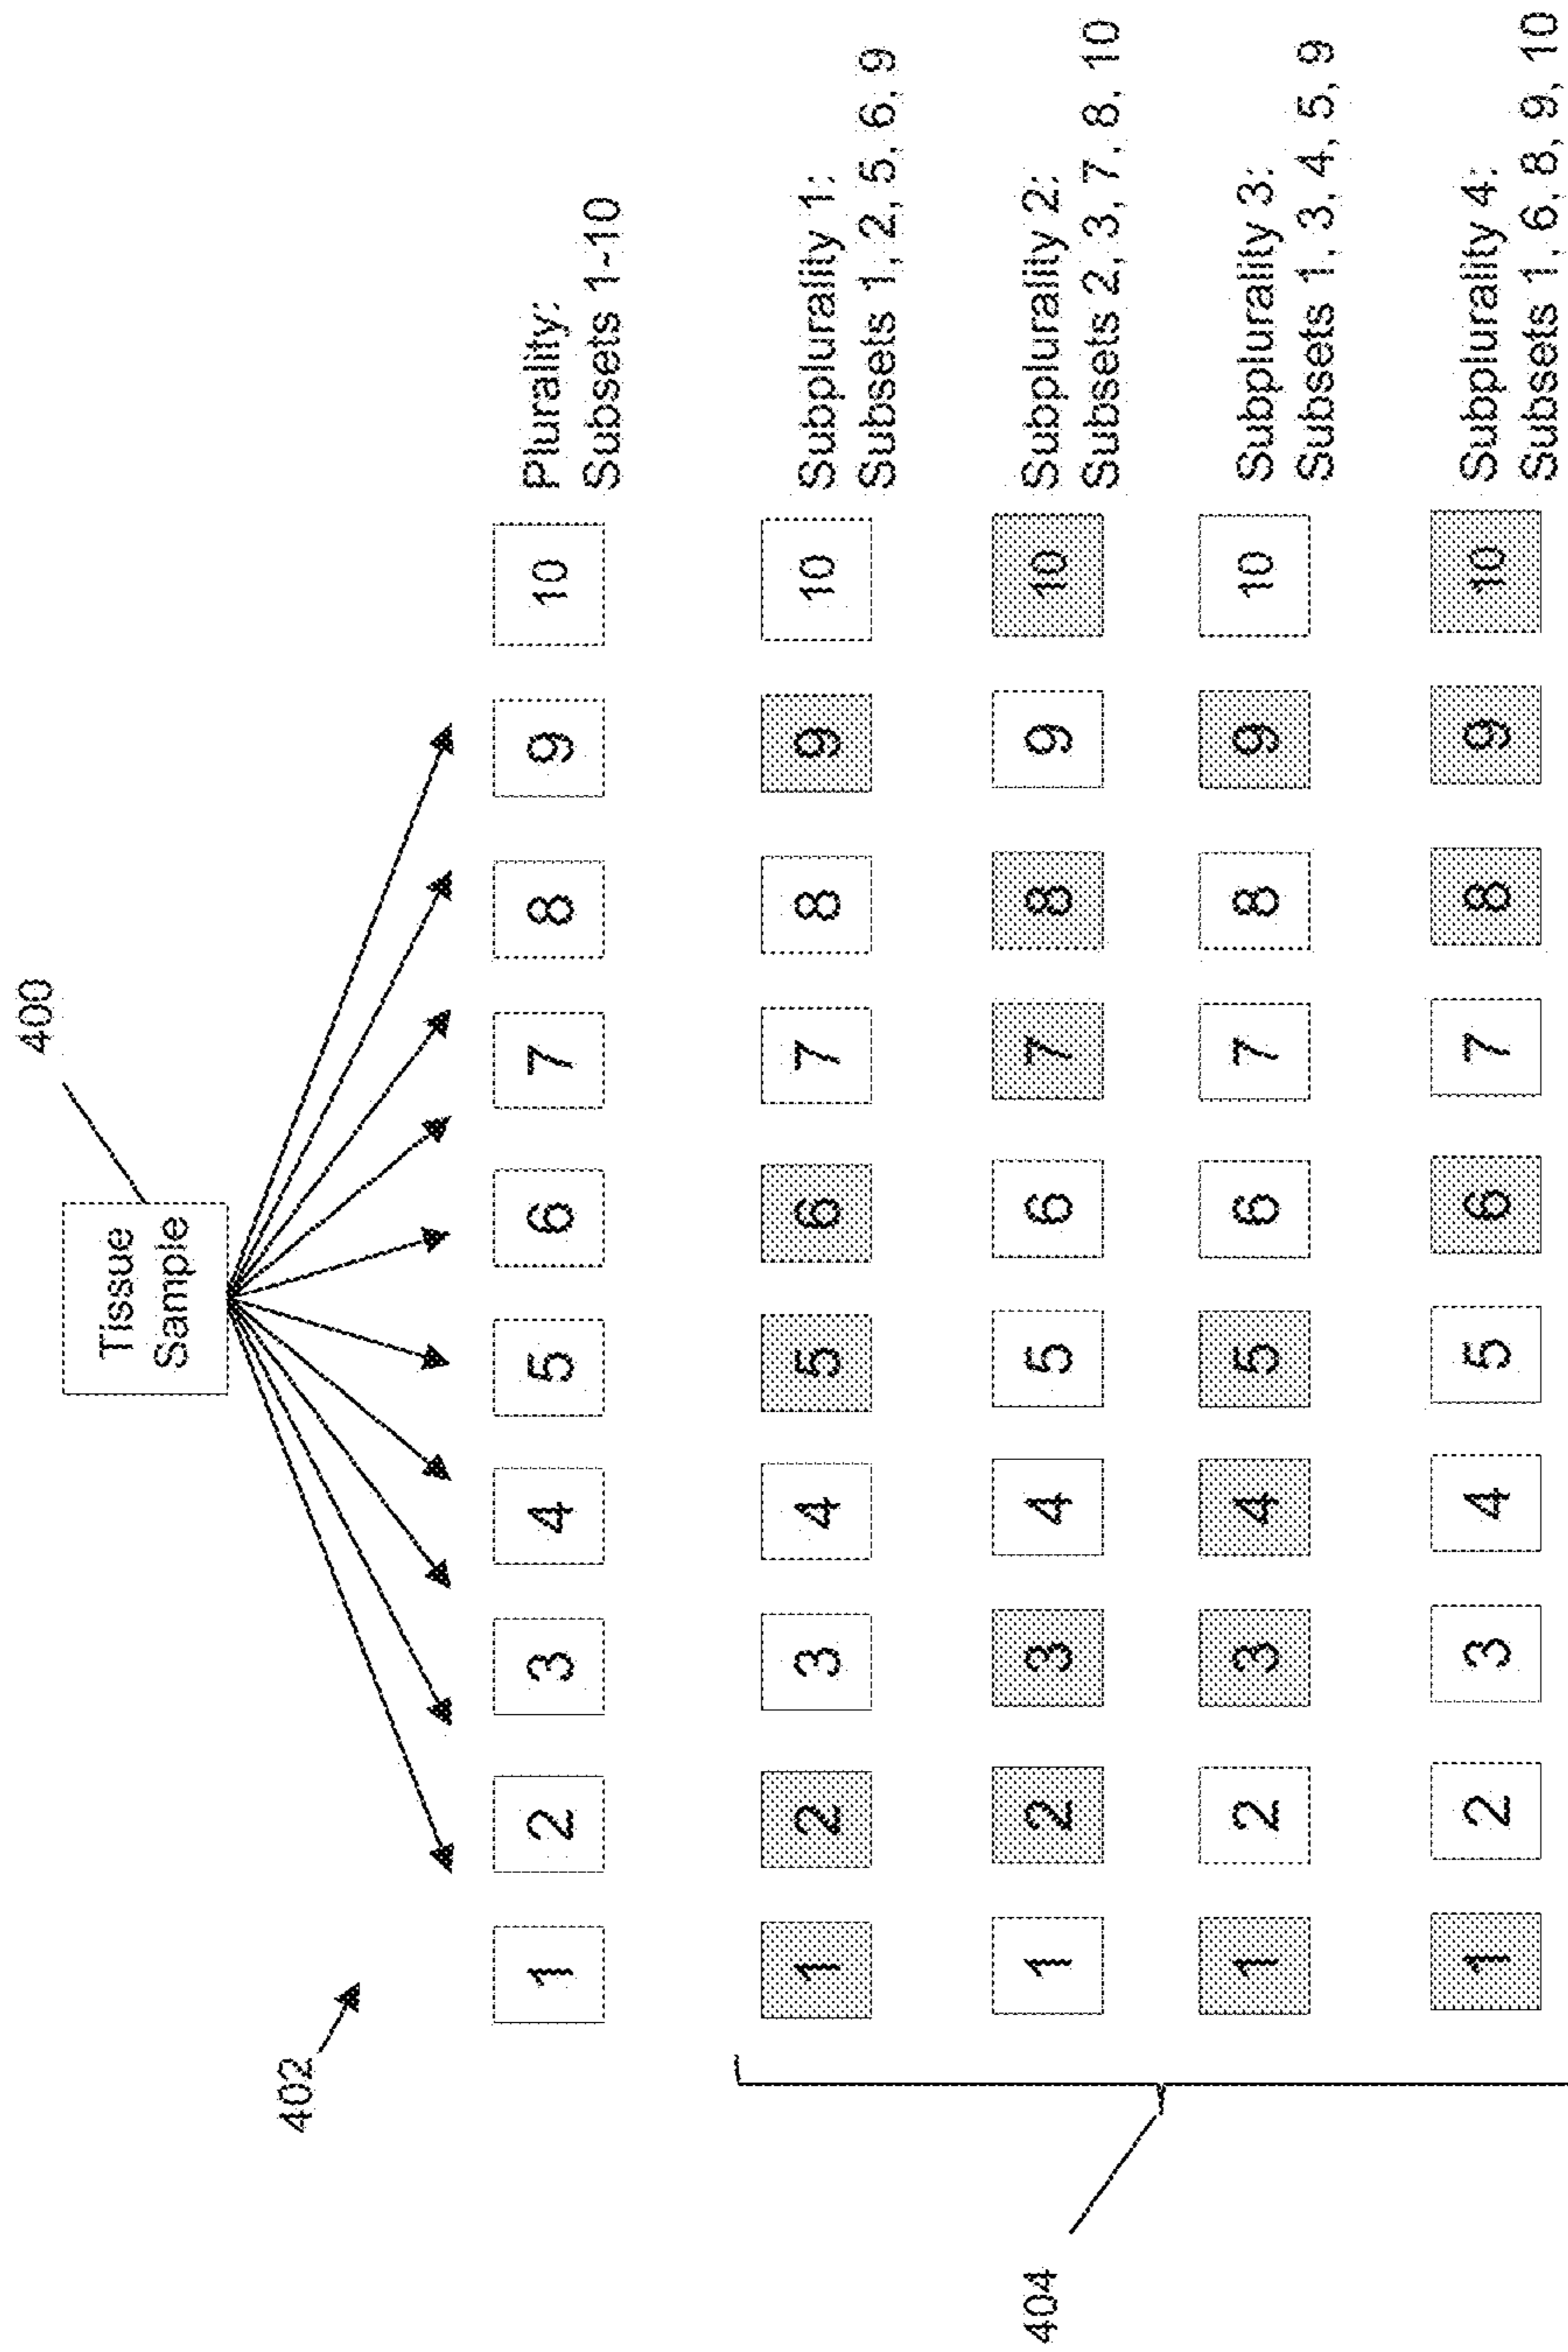 400
Tissue
Sample
402
1 2 3 4 5 6 7 8 9 10
Plurality:
Subsets 1-10
1 2 3 4 5 6 7 8 9 10
Subplurality 1:
Subsets 1, 2, 5, 6, 9
1 2 3 4 5 6 7 8 9 10
Subplurality 2:
Subsets 2, 3, 7, 8, 10
1 2 3 4 5 6 7 8 9 10
Subplurality 3:
Subsets 1, 3, 4, 5, 9
1 2 3 4 5 6 7 8 9 10
Subplurality 4:
Subsets 1, 6, 8, 9, 10
404